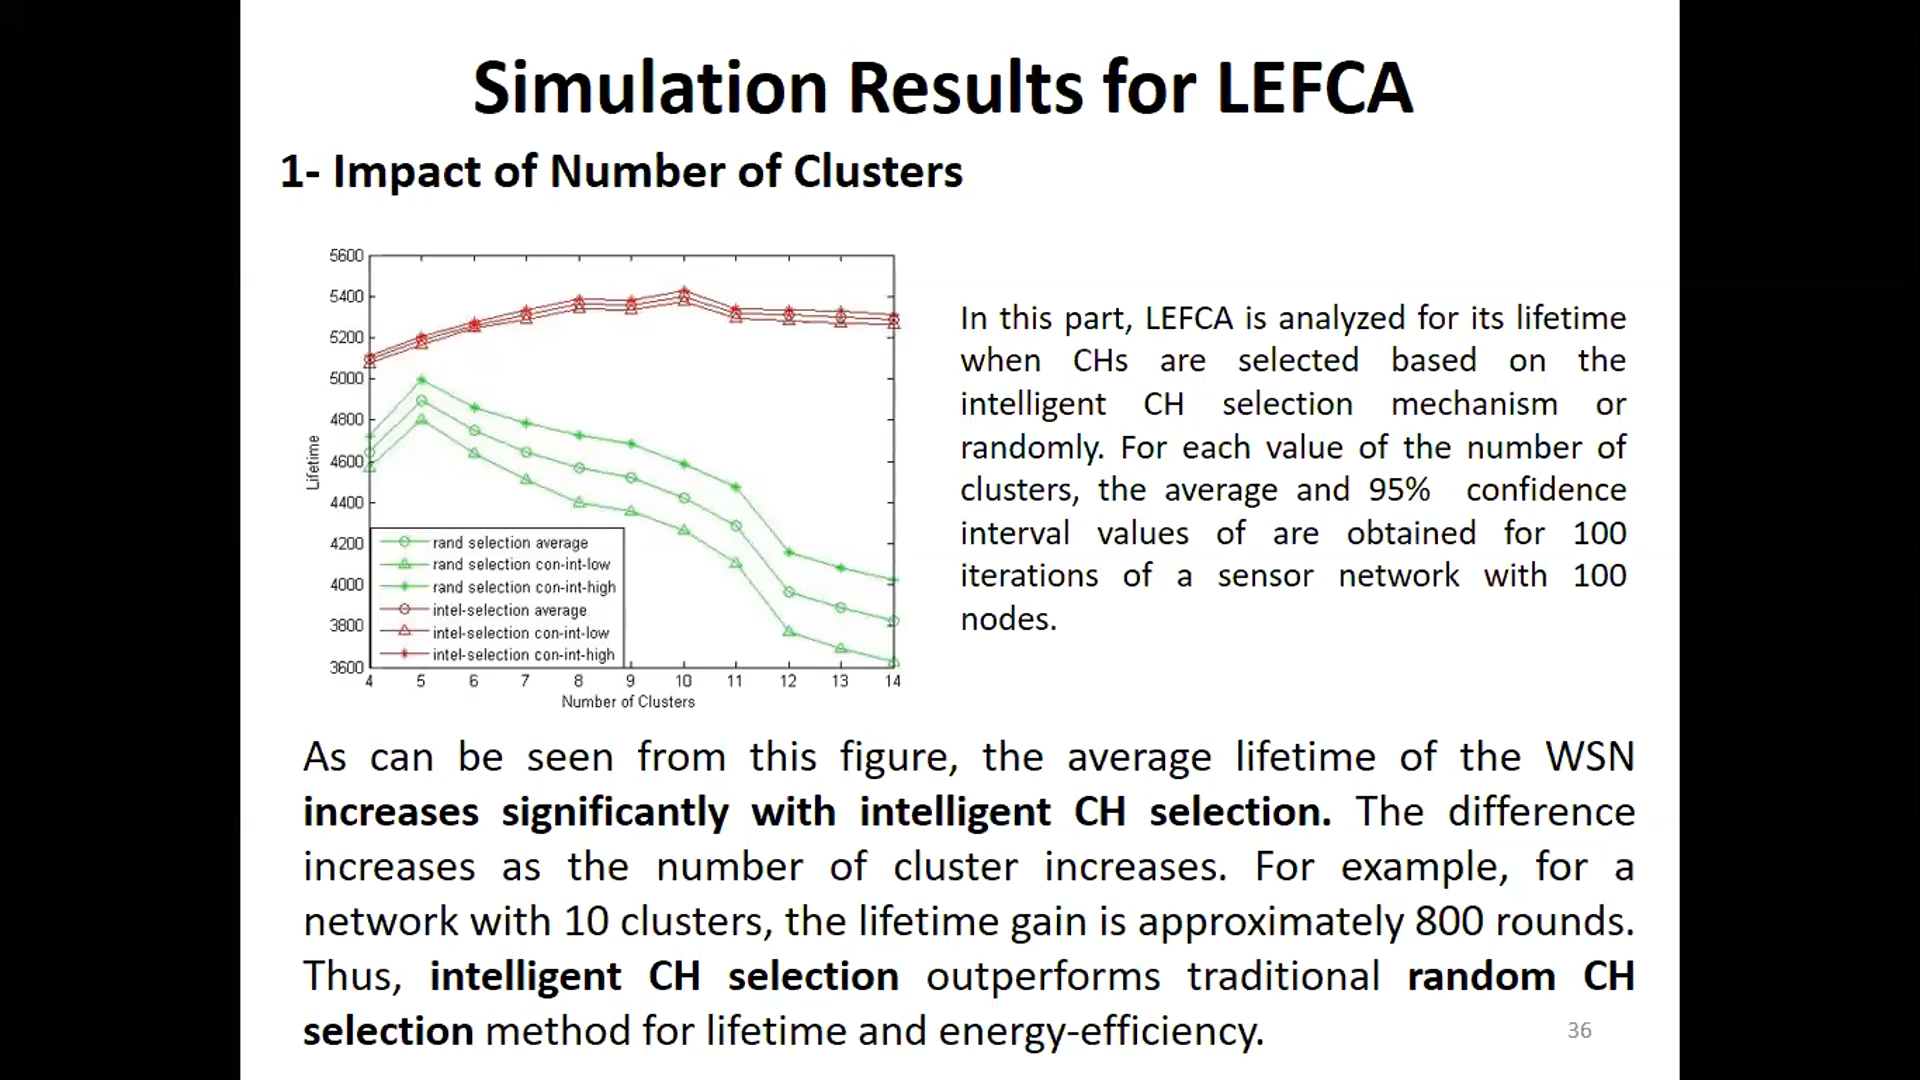 Simulation Results for LEFCA
1- Impact of Number of Clusters
5600
5400
5200
5000
4800
4600
4400
4200
4000
3800
3600
Lifetime
rand selection average
rand selection con-int-low
rand selection con-int-high
intel-selection average
intel-selection con-int-low
intel-selection con-int-high
4 5 6 7 8 9 10 11 12 13 14
Number of Clusters
In this part, LEFCA is analyzed for its lifetime
when CHs are selected based on the
intelligent CH selection mechanism or
randomly. For each value of the number of
clusters, the average and 95% confidence
interval values of are obtained for 100
iterations of a sensor network with 100
nodes.
As can be seen from this figure, the average lifetime of the WSN
increases significantly with intelligent CH selection. The difference
increases as the number of cluster increases. For example, for a
network with 10 clusters, the lifetime gain is approximately 800 rounds.
Thus, intelligent CH selection outperforms traditional random CH
selection method for lifetime and energy-efficiency.
36